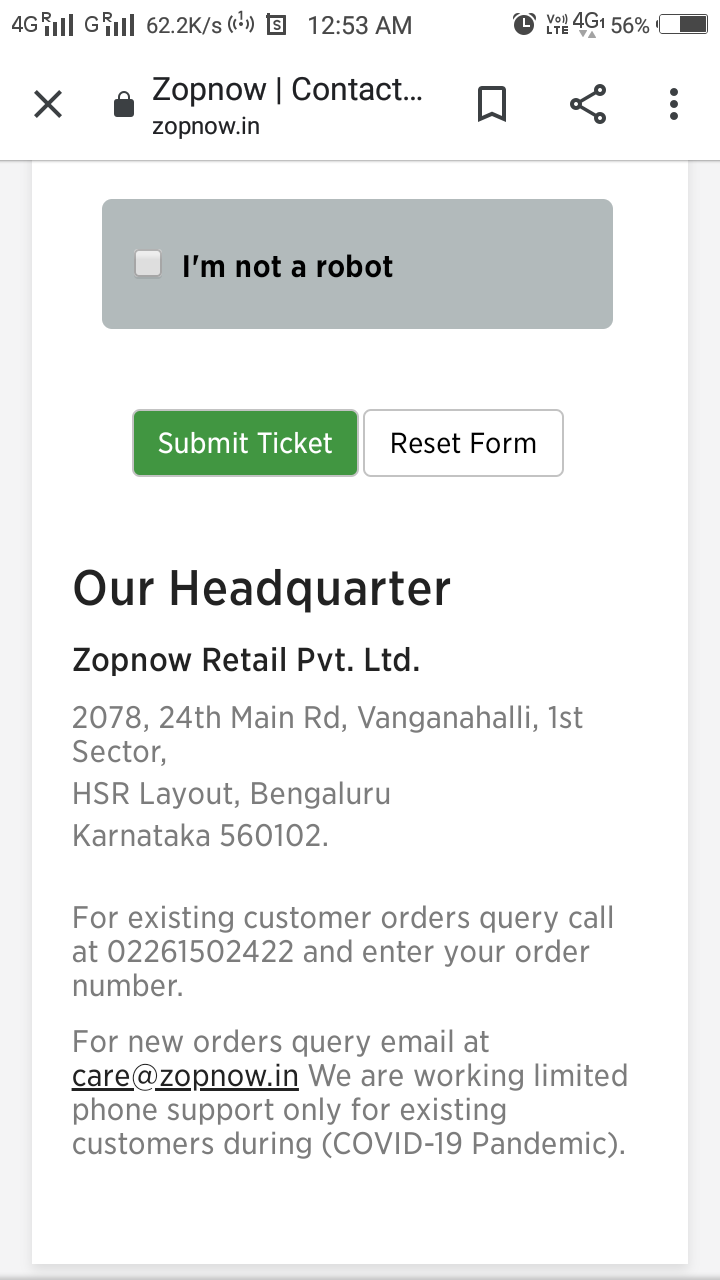 4G R G R 62.2K/s S 12:53 AM Vo)) LTE 4G1 56%
Zopnow | Contact...
zopnow.in
I'm not a robot
Submit Ticket Reset Form
Our Headquarter
Zopnow Retail Pvt. Ltd.
2078, 24th Main Rd, Vanganahalli, 1st
Sector,
HSR Layout, Bengaluru
Karnataka 560102.
For existing customer orders query call
at 02261502422 and enter your order
number.
For new orders query email at
care@zopnow.in We are working limited
phone support only for existing
customers during (COVID-19 Pandemic).